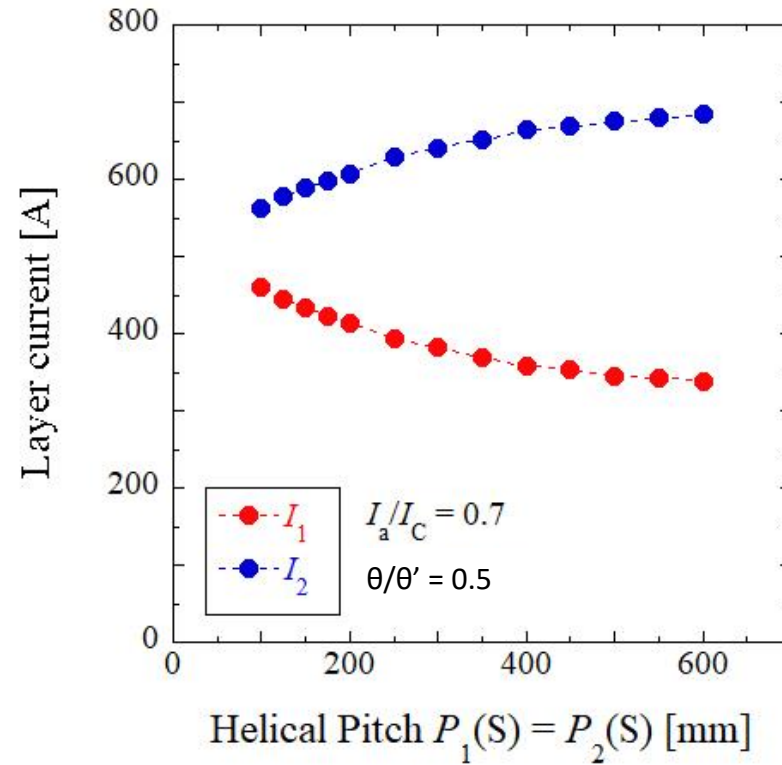 800
600
400
200
0
0
200
400
600
Layer current [A]
I1
I2
Ia/IC = 0.7
θ/θ’ = 0.5
Helical Pitch P1(S) = P2(S) [mm]